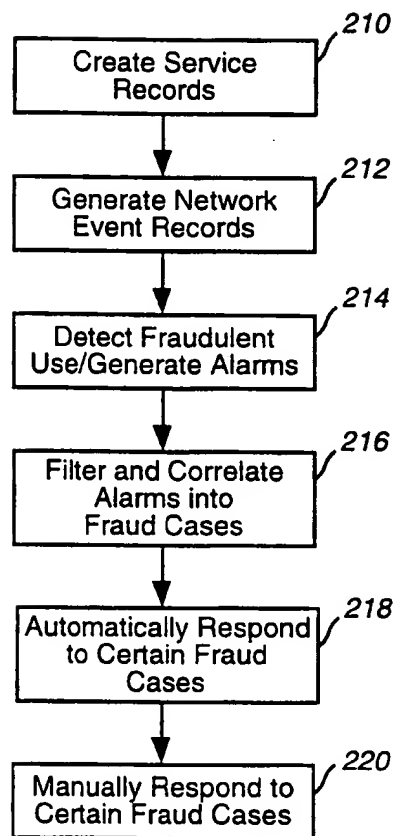 210
Create Service
Records
212
Generate Network
Event Records
214
Detect Fraudulent
Use/Generate Alarms
216
Filter and Correlate
Alarms into
Fraud Cases
218
Automatically Respond
to Certain Fraud
Cases
220
Manually Respond to
Certain Fraud Cases